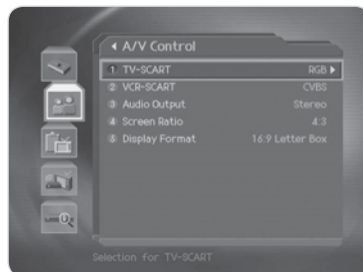 ◀ A/V Control
1 TV-SCART RGB ▶
2 VCR-SCART CVBS
3 Audio Output Stereo
4 Screen Ratio 4:3
5 Display Format 16:9 Letter Box
Selection for TV-SCART